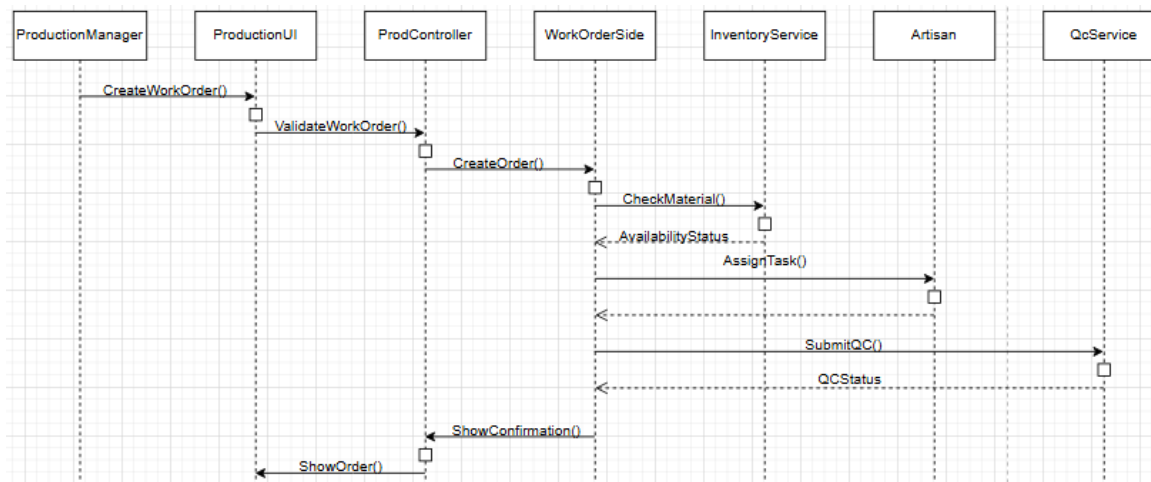 ProductionManager
ProductionUI
ProdController
WorkOrderSide
InventoryService
Artisan
QcService
CreateWorkOrder()
ValidateWorkOrder()
CreateOrder()
CheckMaterial()
AvailabilityStatus
AssignTask()
SubmitQC()
QCStatus
ShowConfirmation()
ShowOrder()